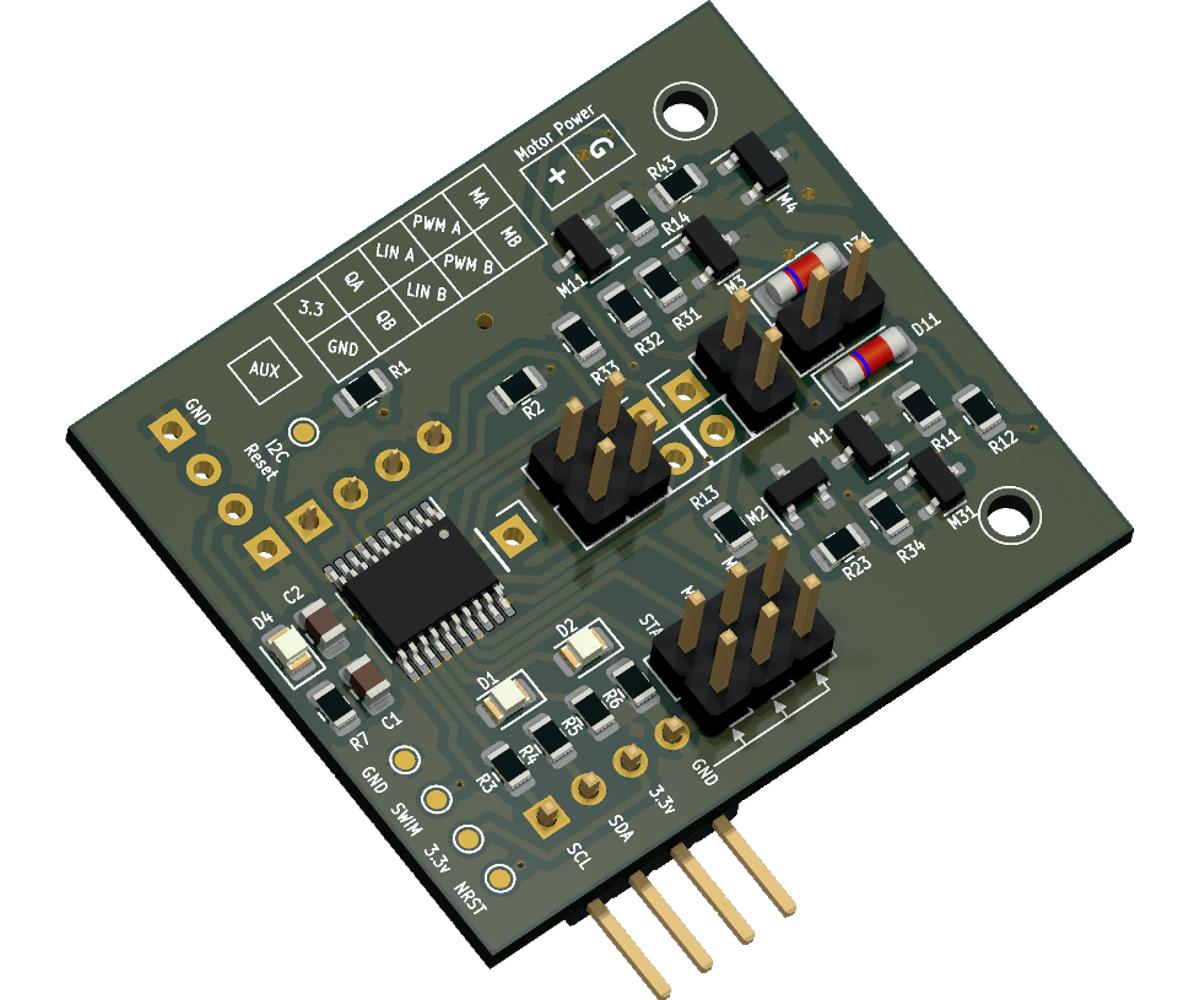 Motor Power
+
G
MA
MB
PWM A
PWM B
LIN A
LIN B
QA
QB
3.3
GND
AUX
GND
I2C
Reset
R1
R2
R43
M4
R14
M11
M3
R31
R32
R33
D31
D11
M1
R11
R12
M31
R34
R23
M2
R13
STA
C2
D4
C1
R7
D2
D1
R6
R5
R4
R3
GND
SWIM
3.3v
NRST
GND
3.3v
SDA
SCL